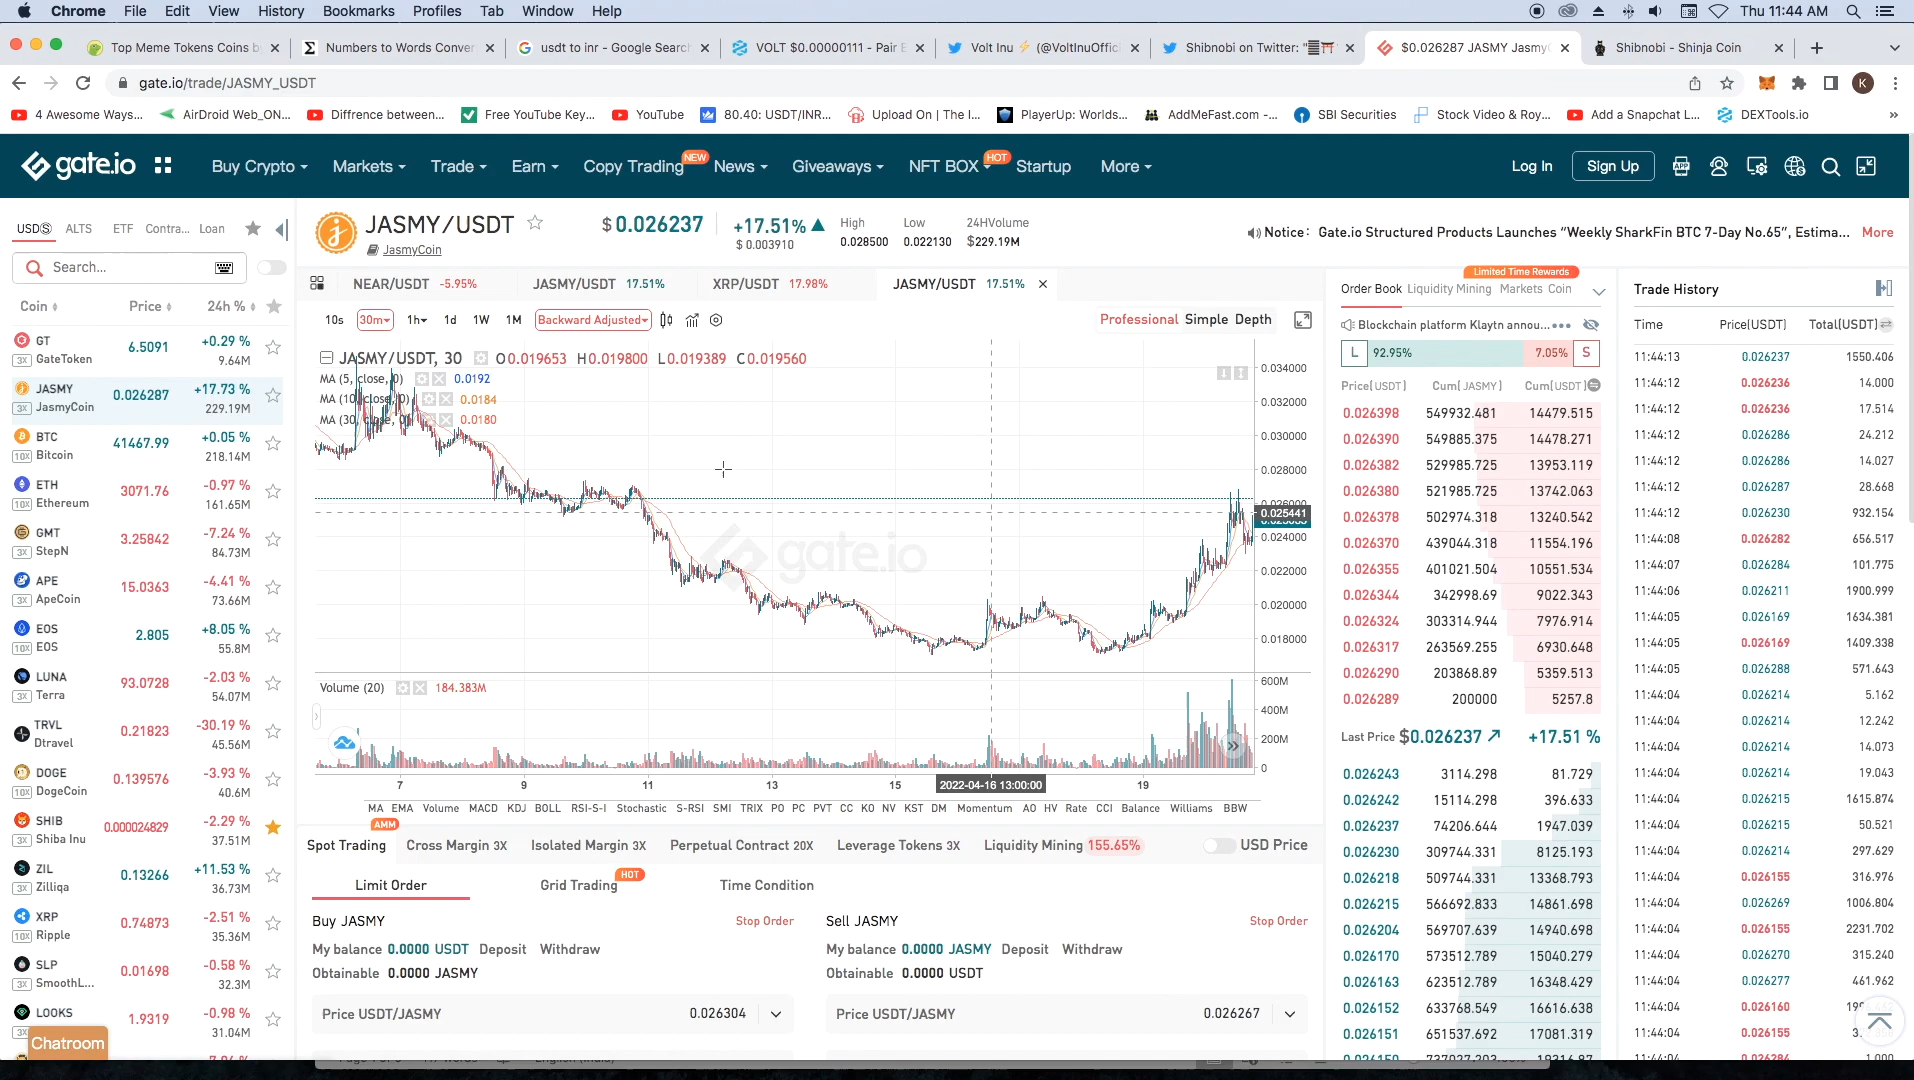 Chrome File Edit View History Bookmarks Profiles Tab Window Help Thu 11:44 AM
Top Meme Tokens Coins b Numbers to Words Conver usdt to inr - Google Search VOLT $0.00000111 - Pair E Volt Inu⚡ (@VoltInuOffic Shibnobi on Twitter: " $0.026287 JASMY Jasmy Shibnobi - Shinja Coin
gate.io/trade/JASMY_USDT K
4 Awesome Ways... AirDroid Web_ON... Diffrence between... Free YouTube Key... YouTube 80.40: USDT/INR... Upload On | The I... PlayerUp: Worlds... AddMeFast.com -... SBI Securities Stock Video & Roy... Add a Snapchat L... DEXTools.io »
gate.io Buy Crypto Markets Trade Earn Copy Trading NEW News Giveaways NFT BOX HOT Startup More Log In Sign Up APP
USDⓈ ALTS ETF Contra... Loan
Search...
Coin Price 24h %
GT 6.5091 +0.29 %
3X GateToken 9.64M
JASMY 0.026287 +17.73 %
3X JasmyCoin 229.19M
BTC 41467.99 +0.05 %
10X Bitcoin 218.14M
ETH 3071.76 -0.97 %
10X Ethereum 161.65M
GMT 3.25842 -7.24 %
3X StepN 84.73M
APE 15.0363 -4.41 %
3X ApeCoin 73.66M
EOS 2.805 +8.05 %
10X EOS 55.8M
LUNA 93.0728 -2.03 %
3X Terra 54.07M
TRVL 0.21823 -30.19 %
Dtravel 45.56M
DOGE 0.139576 -3.93 %
10X DogeCoin 40.6M
SHIB 0.000024829 -2.29 %
3X Shiba Inu 37.51M
ZIL 0.13266 +11.53 %
3X Zilliqa 36.73M
XRP 0.74873 -2.51 %
10X Ripple 35.36M
SLP 0.01698 -0.58 %
3X SmoothL... 32.3M
LOOKS 1.9319 -0.98 %
31.04M
Chatroom
JASMY/USDT $0.026237 +17.51% High Low 24HVolume
JasmyCoin $ 0.003910 0.028500 0.022130 $229.19M
Notice: Gate.io Structured Products Launches “Weekly SharkFin BTC 7-Day No.65”, Estima... More
NEAR/USDT -5.95% JASMY/USDT 17.51% XRP/USDT 17.98% JASMY/USDT 17.51%
10s 30m 1h 1d 1W 1M Backward Adjusted Professional Simple Depth
JASMY/USDT, 30 O0.019653 H0.019800 L0.019389 C0.019560
MA (5, close, 0) 0.0192
MA (10, close, 0) 0.0184
MA (30, close, 0) 0.0180
0.034000
0.032000
0.030000
0.028000
0.026000
0.025441
0.024000
0.022000
0.020000
0.018000
gate.io
Volume (20) 184.383M
600M
400M
200M
0
7 9 11 13 15 2022-04-16 13:00:00 19
MA EMA Volume MACD KDJ BOLL RSI-S-I Stochastic S-RSI SMI TRIX PO PC PVT CC KO NV KST DM Momentum AO HV Rate CCI Balance Williams BBW
AMM
Spot Trading Cross Margin 3X Isolated Margin 3X Perpetual Contract 20X Leverage Tokens 3X Liquidity Mining 155.65% USD Price
Limit Order Grid Trading HOT Time Condition
Buy JASMY Stop Order Sell JASMY Stop Order
My balance 0.0000 USDT Deposit Withdraw My balance 0.0000 JASMY Deposit Withdraw
Obtainable 0.0000 JASMY Obtainable 0.0000 USDT
Price USDT/JASMY 0.026304 Price USDT/JASMY 0.026267
Limited Time Rewards
Order Book Liquidity Mining Markets Coin
Blockchain platform Klaytn annou...
L 92.95% 7.05% S
Price(USDT) Cum(JASMY) Cum(USDT)
0.026398 549932.481 14479.515
0.026390 549885.375 14478.271
0.026382 529985.725 13953.119
0.026380 521985.725 13742.063
0.026378 502974.318 13240.542
0.026370 439044.318 11554.196
0.026355 401021.504 10551.534
0.026344 342998.69 9022.343
0.026324 303314.944 7976.914
0.026317 263569.255 6930.648
0.026290 203868.89 5359.513
0.026289 200000 5257.8
Last Price $0.026237 ↗ +17.51 %
0.026243 3114.298 81.729
0.026242 15114.298 396.633
0.026237 74206.644 1947.039
0.026230 309744.331 8125.193
0.026218 509744.331 13368.793
0.026215 566692.833 14861.698
0.026204 569707.639 14940.698
0.026170 573512.789 15040.279
0.026163 623512.789 16348.429
0.026152 633768.549 16616.638
0.026151 651537.692 17081.319
Trade History
Time Price(USDT) Total(USDT)
11:44:13 0.026237 1550.406
11:44:12 0.026236 14.000
11:44:12 0.026236 17.514
11:44:12 0.026286 24.212
11:44:12 0.026286 14.027
11:44:12 0.026287 28.668
11:44:12 0.026230 932.154
11:44:08 0.026282 656.517
11:44:07 0.026284 101.775
11:44:06 0.026211 1900.999
11:44:05 0.026169 1634.381
11:44:05 0.026169 1409.338
11:44:05 0.026288 571.643
11:44:04 0.026214 5.162
11:44:04 0.026214 12.242
11:44:04 0.026214 14.073
11:44:04 0.026214 19.043
11:44:04 0.026215 1615.874
11:44:04 0.026215 50.521
11:44:04 0.026214 297.629
11:44:04 0.026155 316.976
11:44:04 0.026269 1006.804
11:44:04 0.026155 2231.702
11:44:04 0.026270 315.240
11:44:04 0.026277 461.962
11:44:04 0.026160
11:44:04 0.026155
11:44:04 0.026284 1.000